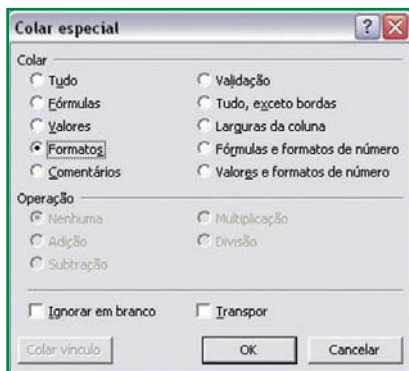 Colar especial
Colar
Tudo
Fórmulas
Valores
Formatos
Comentários
Validação
Tudo, exceto bordas
Larguras da coluna
Fórmulas e formatos de número
Valores e formatos de número
Operação
Nenhuma
Adição
Subtração
Multiplicação
Divisão
Ignorar em branco
Transpor
Colar vínculo
OK
Cancelar